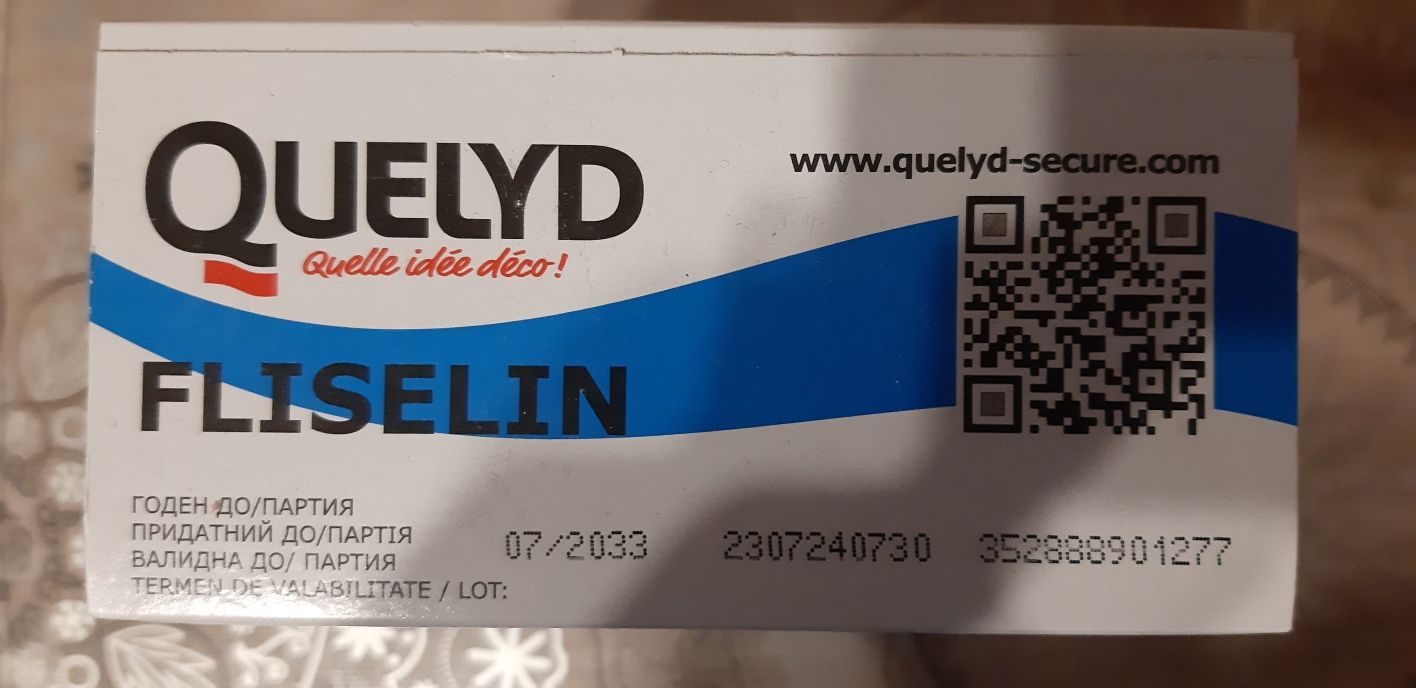 QUELYD
Quelle idée déco!
www.quelyd-secure.com
FLISELIN
ГОДЕН ДО/ПАРТИЯ
ПРИДАТНИЙ ДО/ПАРТІЯ
ВАЛИДНА ДО/ ПАРТИЯ
TERMEN DE VALABILITATE / LOT:
07/2033 2307240730 352888901277